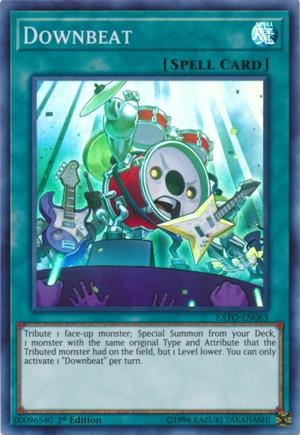 DOWNBEAT
SPELL
魔
[SPELL CARD]
EXFO-EN063
Tribute 1 face-up monster; Special Summon from your Deck,
1 monster with the same original Type and Attribute that the
Tributed monster had on the field, but 1 Level lower. You can only
activate 1 "Downbeat" per turn.
00096540 1st Edition ©1996 KAZUKI TAKAHASHI